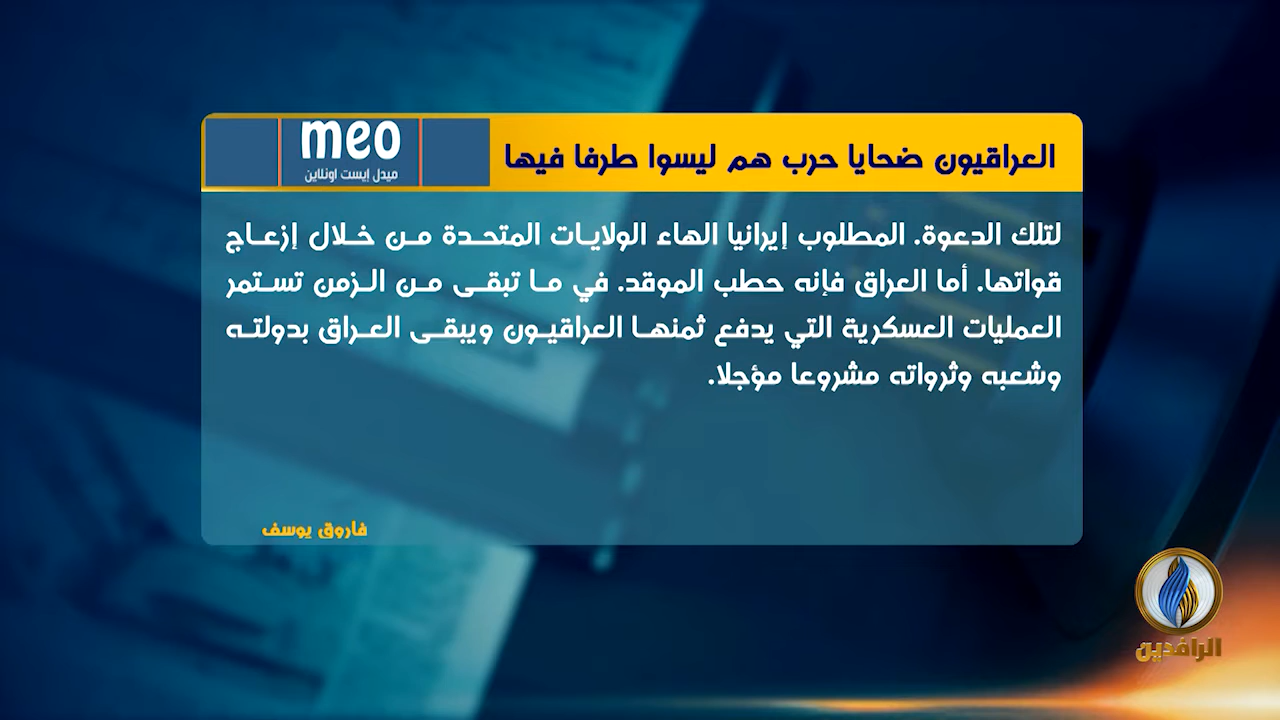 العراقيون ضحايا حرب هم ليسوا طرفا فيها
meo
ميدل إيست اونلاين
لتلك الدعوة. المطلوب إيرانيا الهاء الولايات المتحدة من خلال إزعاج
قواتها. أما العراق فإنه حطب الموقد. في ما تبقى من الزمن تستمر
العمليات العسكرية التي يدفع ثمنها العراقيون ويبقى العراق بدولته
وشعبه وثرواته مشروعا مؤجلا.
فاروق يوسف
الرافدين